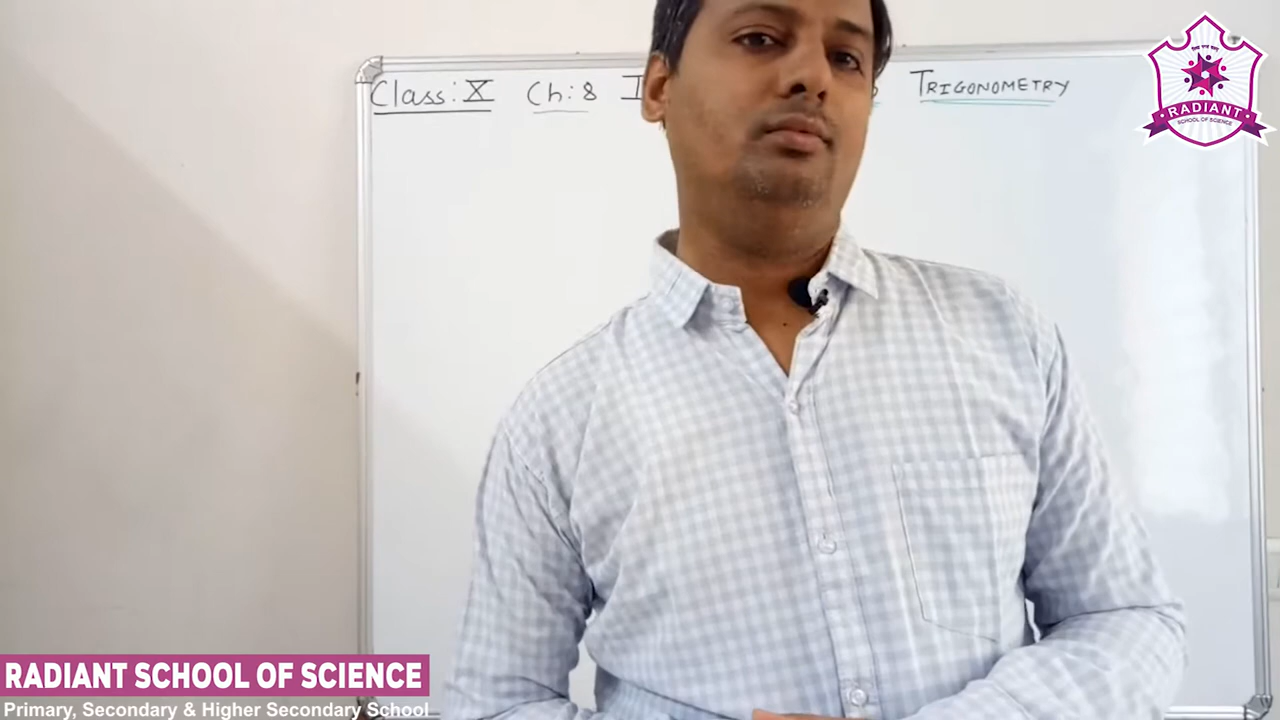 Class: X Ch: 8 I TRIGONOMETRY
RADIANT
SCHOOL OF SCIENCE
RADIANT SCHOOL OF SCIENCE
Primary, Secondary & Higher Secondary School